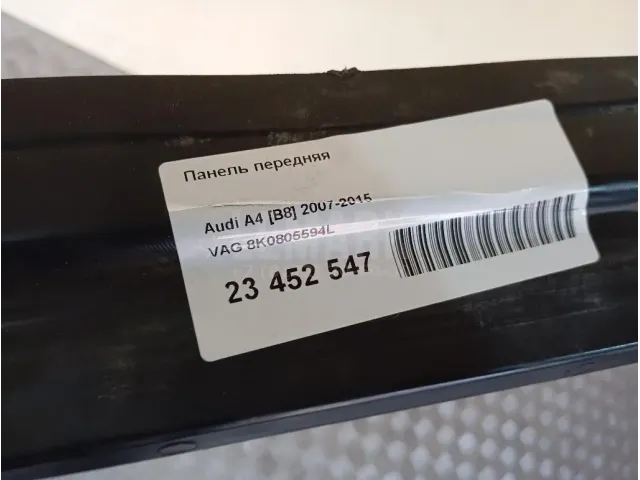 Панель передняя
Audi A4 [B8] 2007-2015
VAG 8K0805594L
23 452 547